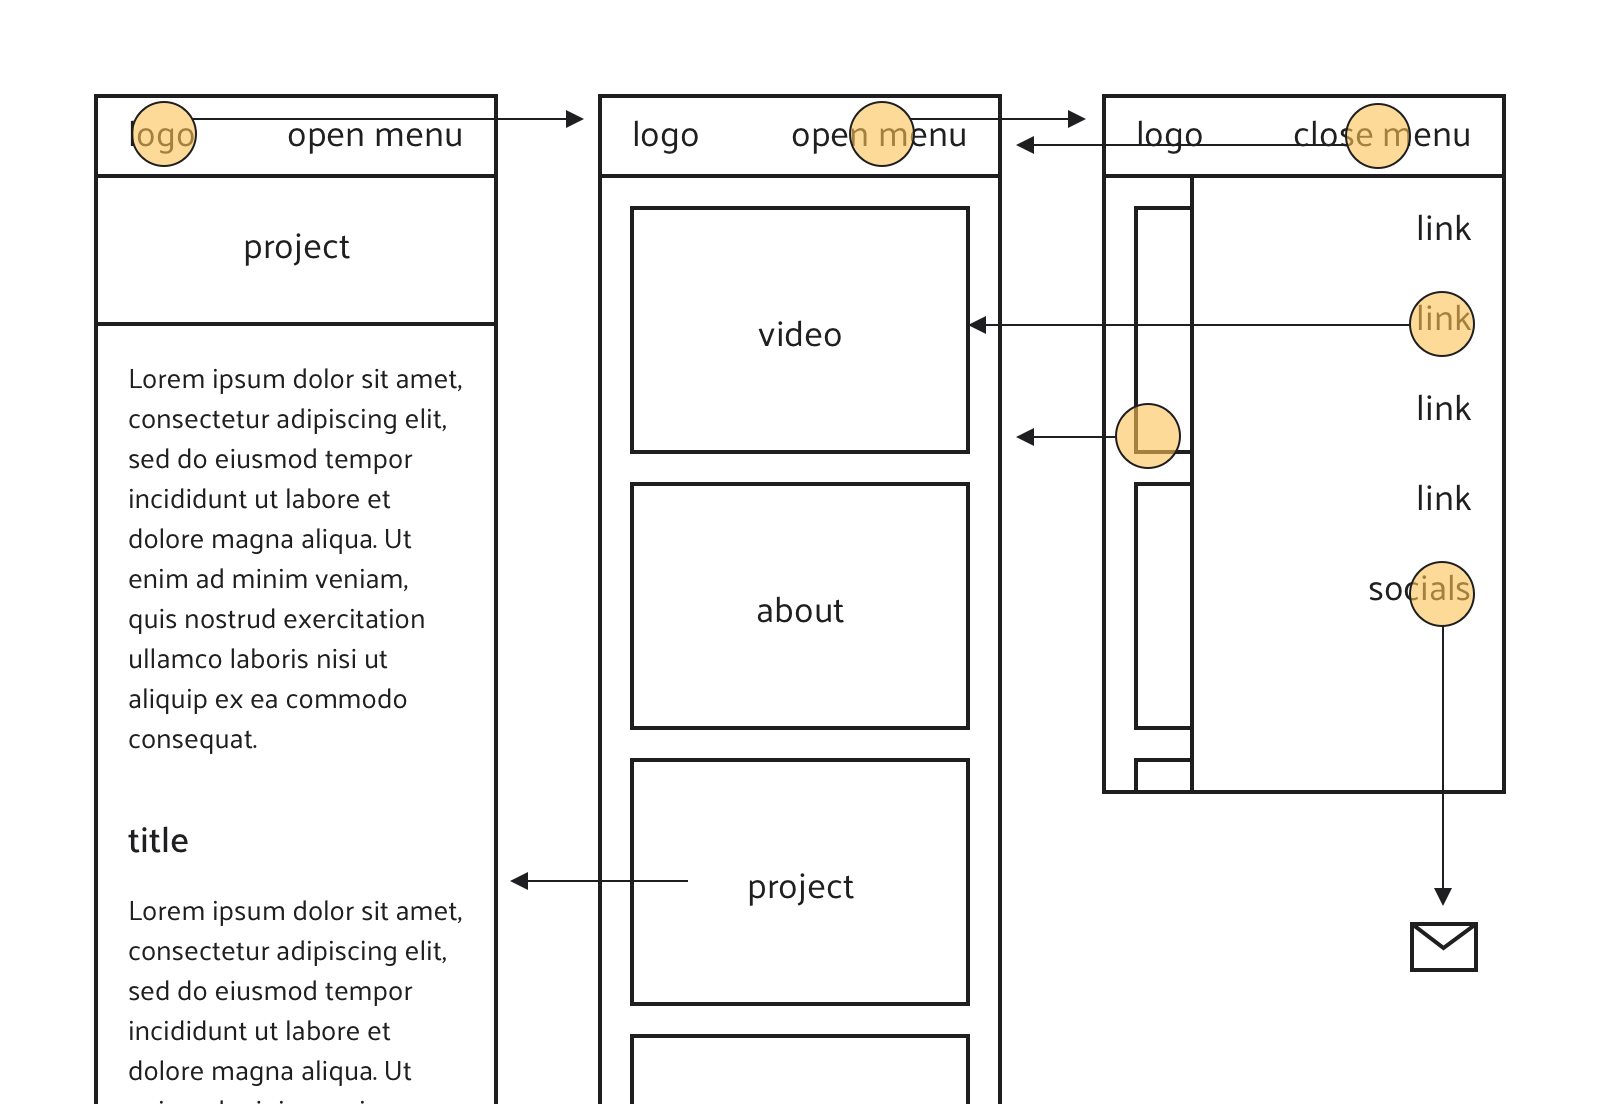 logo open menu
project
Lorem ipsum dolor sit amet,
consectetur adipiscing elit,
sed do eiusmod tempor
incididunt ut labore et
dolore magna aliqua. Ut
enim ad minim veniam,
quis nostrud exercitation
ullamco laboris nisi ut
aliquip ex ea commodo
consequat.
title
Lorem ipsum dolor sit amet,
consectetur adipiscing elit,
sed do eiusmod tempor
incididunt ut labore et
dolore magna aliqua. Ut
logo open menu
video
about
project
logo close menu
link
link
link
link
socials